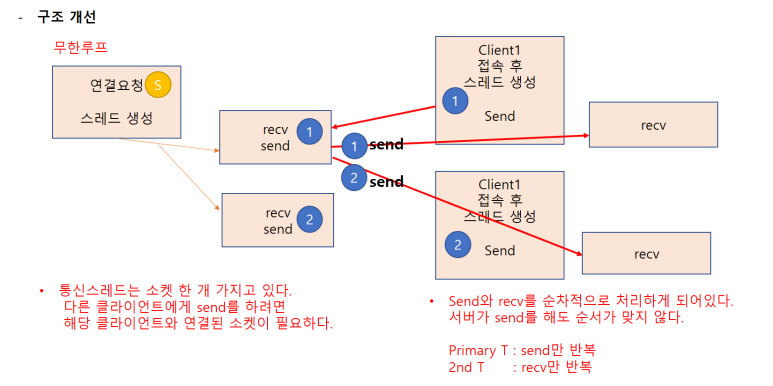 - 구조 개선
무한루프
연결요청 S
스레드 생성
recv 1
send
recv 2
send
1 send
2 send
Client1
접속 후
스레드 생성
1
Send
recv
Client1
접속 후
스레드 생성
2 Send
recv
• 통신스레드는 소켓 한 개 가지고 있다.
다른 클라이언트에게 send를 하려면
해당 클라이언트와 연결된 소켓이 필요하다.
• Send와 recv를 순차적으로 처리하게 되어있다.
서버가 send를 해도 순서가 맞지 않다.
Primary T : send만 반복
2nd T : recv만 반복